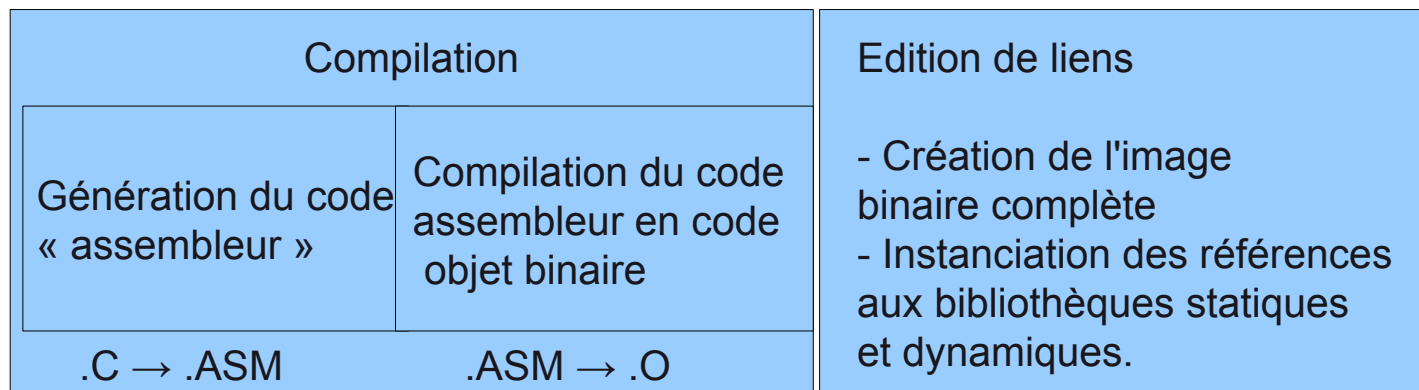 Compilation
Génération du code
« assembleur »
Compilation du code
assembleur en code
objet binaire
.C → .ASM
.ASM → .O
Edition de liens
- Création de l'image
binaire complète
- Instanciation des références
aux bibliothèques statiques
et dynamiques.